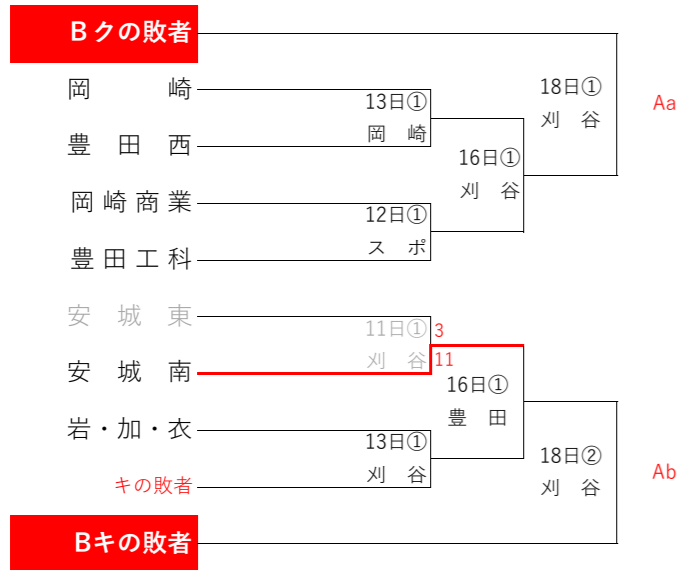 Bクの敗者
岡崎
13日①
岡崎
18日①
刈谷
Aa
豊田西
16日①
刈谷
岡崎商業
12日①
スポ
豊田工科
安城東
11日①
刈谷
3
11
安城南
16日①
豊田
岩・加・衣
13日①
刈谷
18日②
刈谷
Ab
キの敗者
Bキの敗者